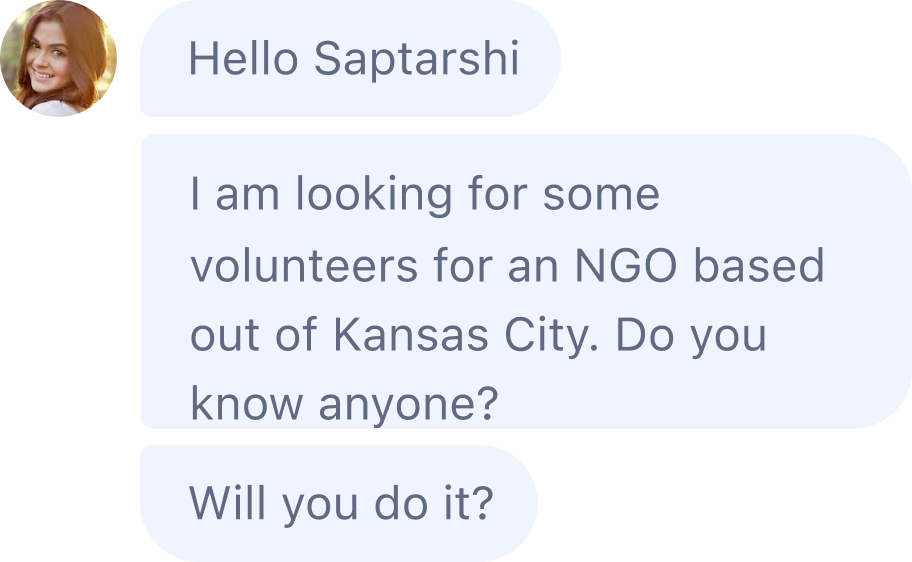 Hello Saptarshi
I am looking for some
volunteers for an NGO based
out of Kansas City. Do you
know anyone?
Will you do it?